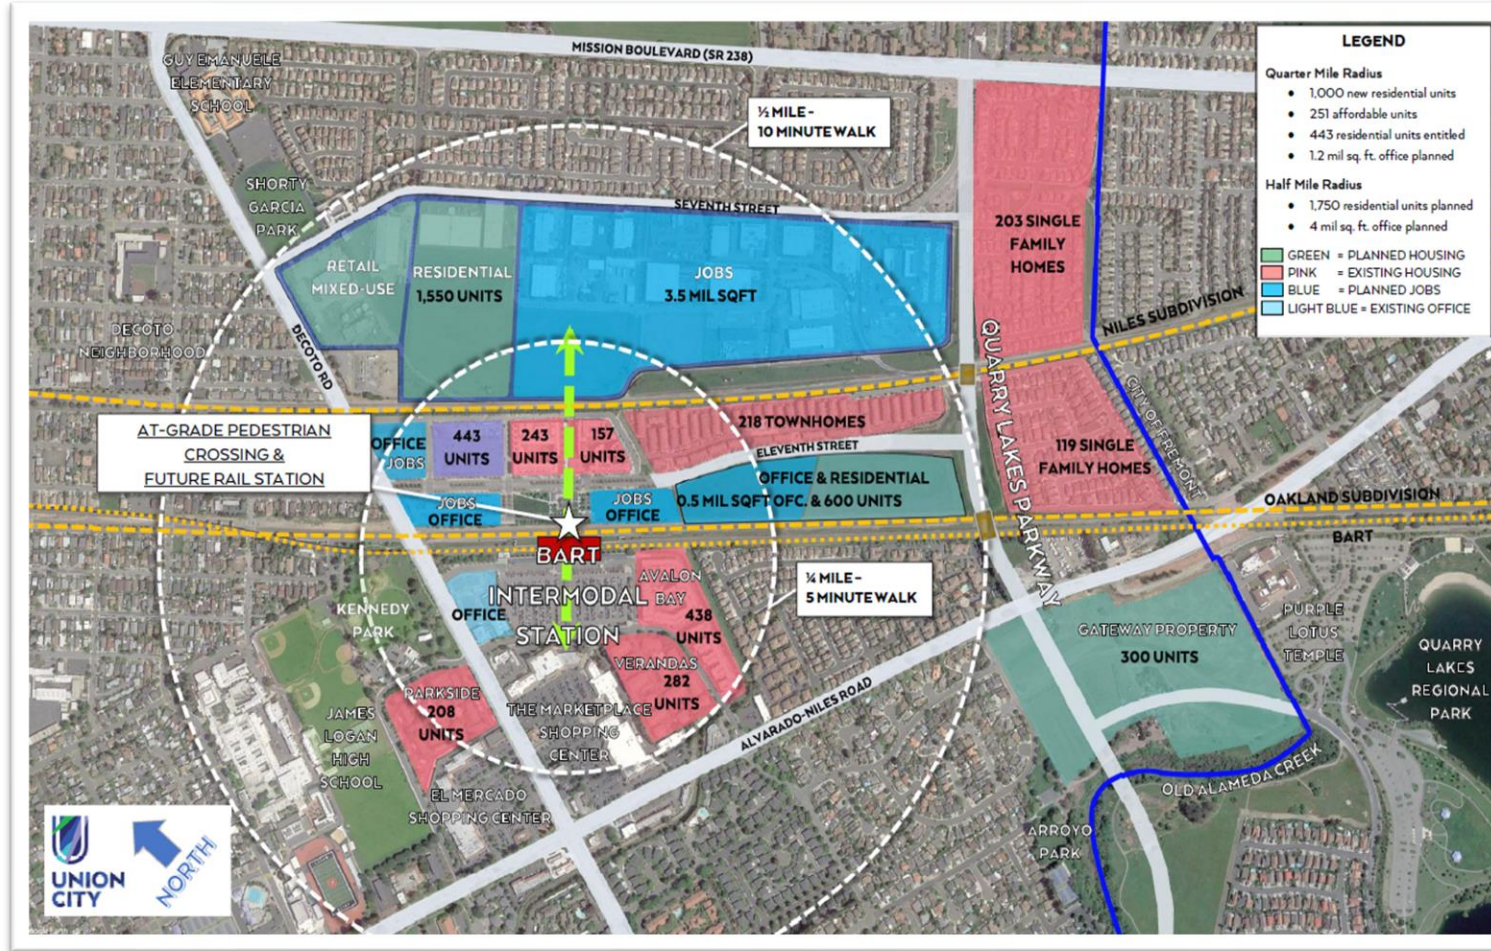 MISSION BOULEVARD (SR 238)
GUY EMANUELE
ELEMENTARY
SCHOOL
½ MILE -
10 MINUTE WALK
SHORTY
GARCIA
PARK
SEVENTH STREET
RETAIL
MIXED-USE
RESIDENTIAL
1,550 UNITS
JOBS
3.5 MIL SQFT
203 SINGLE
FAMILY
HOMES
LEGEND
Quarter Mile Radius
• 1,000 new residential units
• 251 affordable units
• 443 residential units entitled
• 1.2 mil sq. ft. office planned
Half Mile Radius
• 1,750 residential units planned
• 4 mil sq. ft. office planned
GREEN = PLANNED HOUSING
PINK = EXISTING HOUSING
BLUE = PLANNED JOBS
LIGHT BLUE = EXISTING OFFICE
NILES SUBDIVISION
DECOTO
NEIGHBORHOOD
DECOTO RD
QUARRY LAKES PARKWAY
CITY OF FREMONT
AT-GRADE PEDESTRIAN
CROSSING &
FUTURE RAIL STATION
OFFICE
JOBS
443
UNITS
243
UNITS
157
UNITS
218 TOWNHOMES
ELEVENTH STREET
119 SINGLE
FAMILY HOMES
JOBS
OFFICE
JOBS
OFFICE
OFFICE & RESIDENTIAL
0.5 MIL SQFT OFC. & 600 UNITS
OAKLAND SUBDIVISION
BART
BART
INTERMODAL
STATION
OFFICE
AVALON
BAY
438
UNITS
¼ MILE -
5 MINUTE WALK
KENNEDY
PARK
VERANDAS
282
UNITS
PARKSIDE
208
UNITS
THE MARKETPLACE
SHOPPING
CENTER
JAMES
LOGAN
HIGH
SCHOOL
EL MERCADO
SHOPPING CENTER
ALVARADO-NILES ROAD
GATEWAY PROPERTY
300 UNITS
PURPLE
LOTUS
TEMPLE
QUARRY
LAKES
REGIONAL
PARK
OLD ALAMEDA CREEK
ARROYO
PARK
UNION
CITY
NORTH